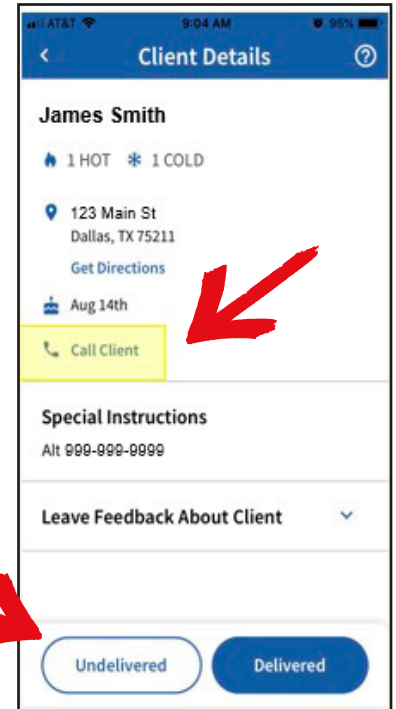 AT&T 9:04 AM 95%
Client Details ?
James Smith
1 HOT 1 COLD
123 Main St
Dallas, TX 75211
Get Directions
Aug 14th
Call Client
Special Instructions
Alt 999-999-9999
Leave Feedback About Client
Undelivered Delivered